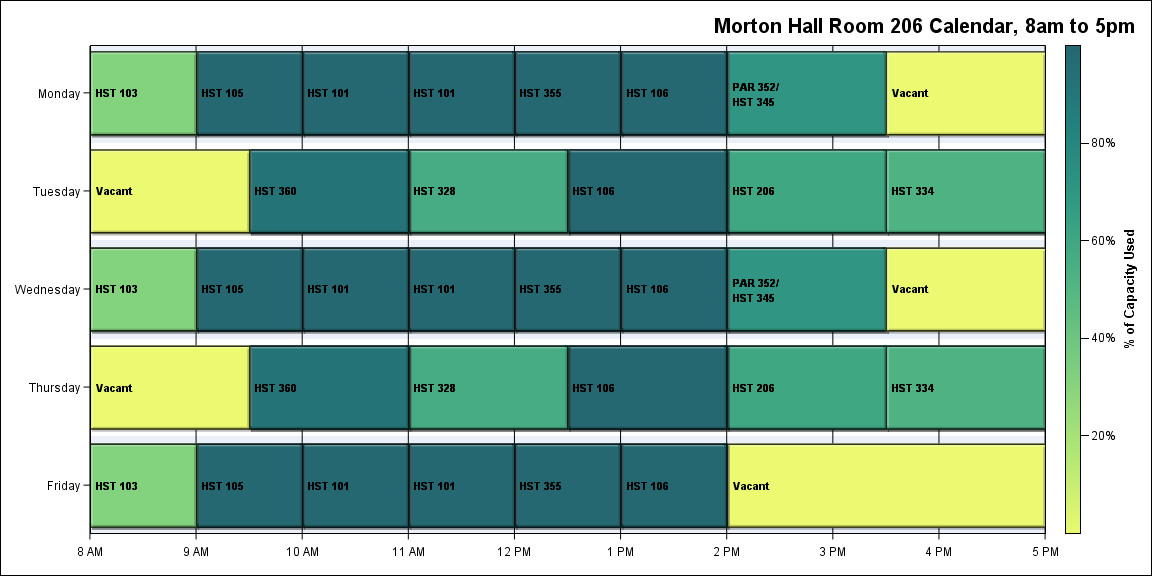 Morton Hall Room 206 Calendar, 8am to 5pm
Monday
HST 103
HST 105
HST 101
HST 101
HST 355
HST 106
PAR 352/
HST 345
Vacant
Tuesday
Vacant
HST 360
HST 328
HST 106
HST 206
HST 334
Wednesday
HST 103
HST 105
HST 101
HST 101
HST 355
HST 106
PAR 352/
HST 345
Vacant
Thursday
Vacant
HST 360
HST 328
HST 106
HST 206
HST 334
Friday
HST 103
HST 105
HST 101
HST 101
HST 355
HST 106
Vacant
8 AM
9 AM
10 AM
11 AM
12 PM
1 PM
2 PM
3 PM
4 PM
5 PM
80%
60%
40%
20%
% of Capacity Used